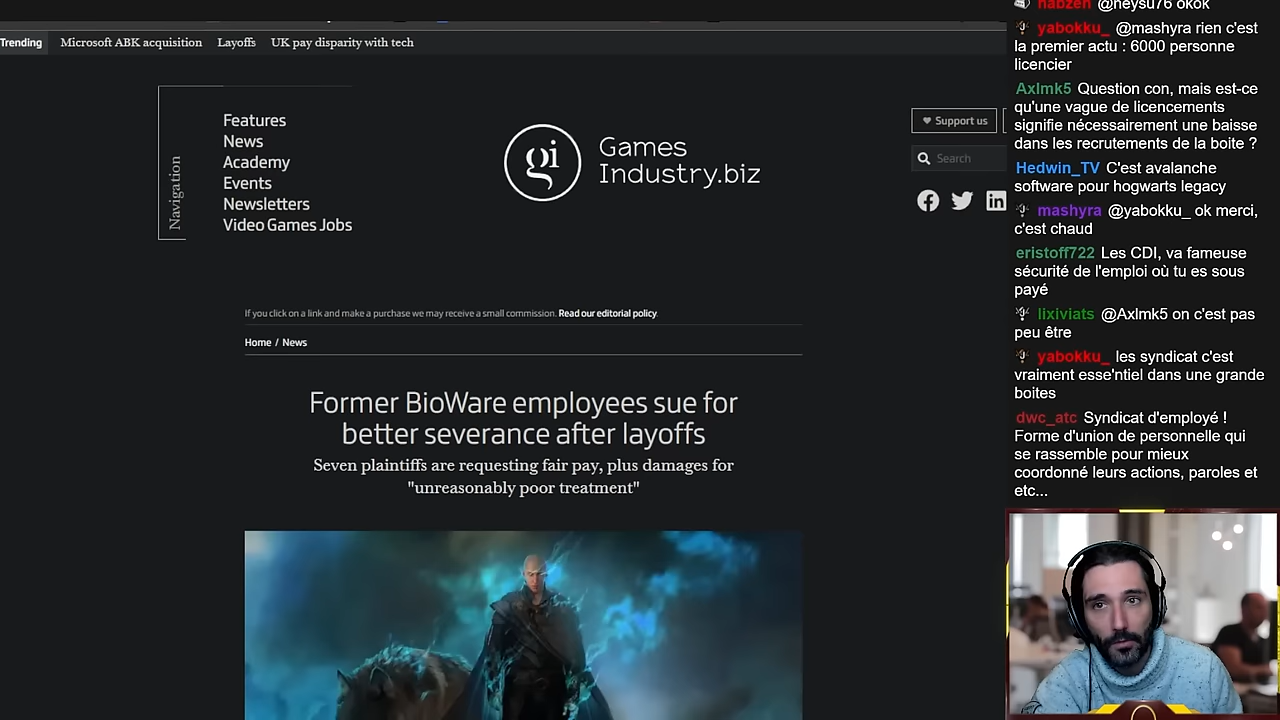 Trending
Microsoft ABK acquisition
Layoffs
UK pay disparity with tech
Navigation
Features
News
Academy
Events
Newsletters
Video Games Jobs
gi
Games
Industry.biz
Support us
Search
If you click on a link and make a purchase we may receive a small commission. Read our editorial policy.
Home / News
Former BioWare employees sue for
better severance after layoffs
Seven plaintiffs are requesting fair pay, plus damages for
"unreasonably poor treatment"
nabzen @heysu76 okok
yabokku_ @mashyra rien c'est
la premier actu : 6000 personne
licencier
Axlmk5 Question con, mais est-ce
qu'une vague de licencements
signifie nécessairement une baisse
dans les recrutements de la boite ?
Hedwin_TV C'est avalanche
software pour hogwarts legacy
mashyra @yabokku_ ok merci,
c'est chaud
eristoff722 Les CDI, va fameuse
sécurité de l'emploi où tu es sous
payé
lixiviats @Axlmk5 on c'est pas
peu être
yabokku_ les syndicat c'est
vraiment esse'ntiel dans une grande
boites
dwc_atc Syndicat d'employé !
Forme d'union de personnelle qui
se rassemble pour mieux
coordonné leurs actions, paroles et
etc...